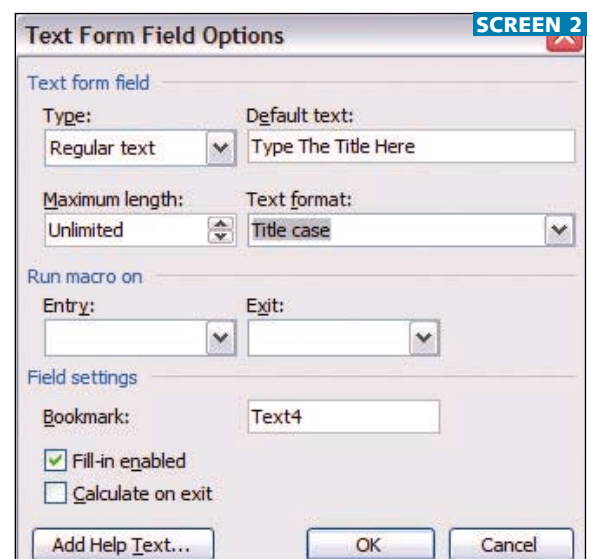 SCREEN 2
Text Form Field Options
Text form field
Type: Default text:
Regular text Type The Title Here
Maximum length: Text format:
Unlimited Title case
Run macro on
Entry: Exit:
Field settings
Bookmark: Text4
Fill-in enabled
Calculate on exit
Add Help Text... OK Cancel